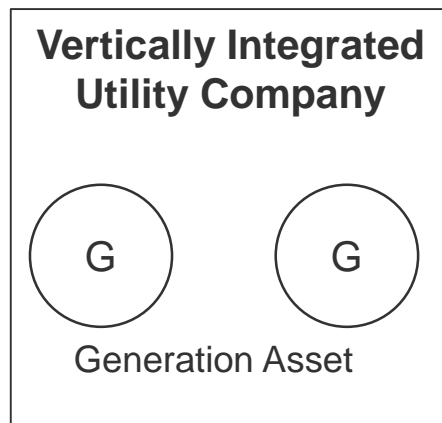 Vertically Integrated
Utility Company
G G
Generation Asset